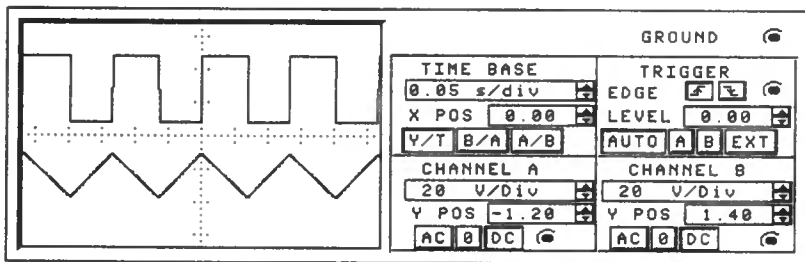 GROUND
TIME BASE
0.05 s/div
X POS 0.00
Y/T B/A A/B
TRIGGER
EDGE
LEVEL 0.00
AUTO A B EXT
CHANNEL A
20 V/Div
Y POS -1.20
AC 0 DC
CHANNEL B
20 V/Div
Y POS 1.40
AC 0 DC